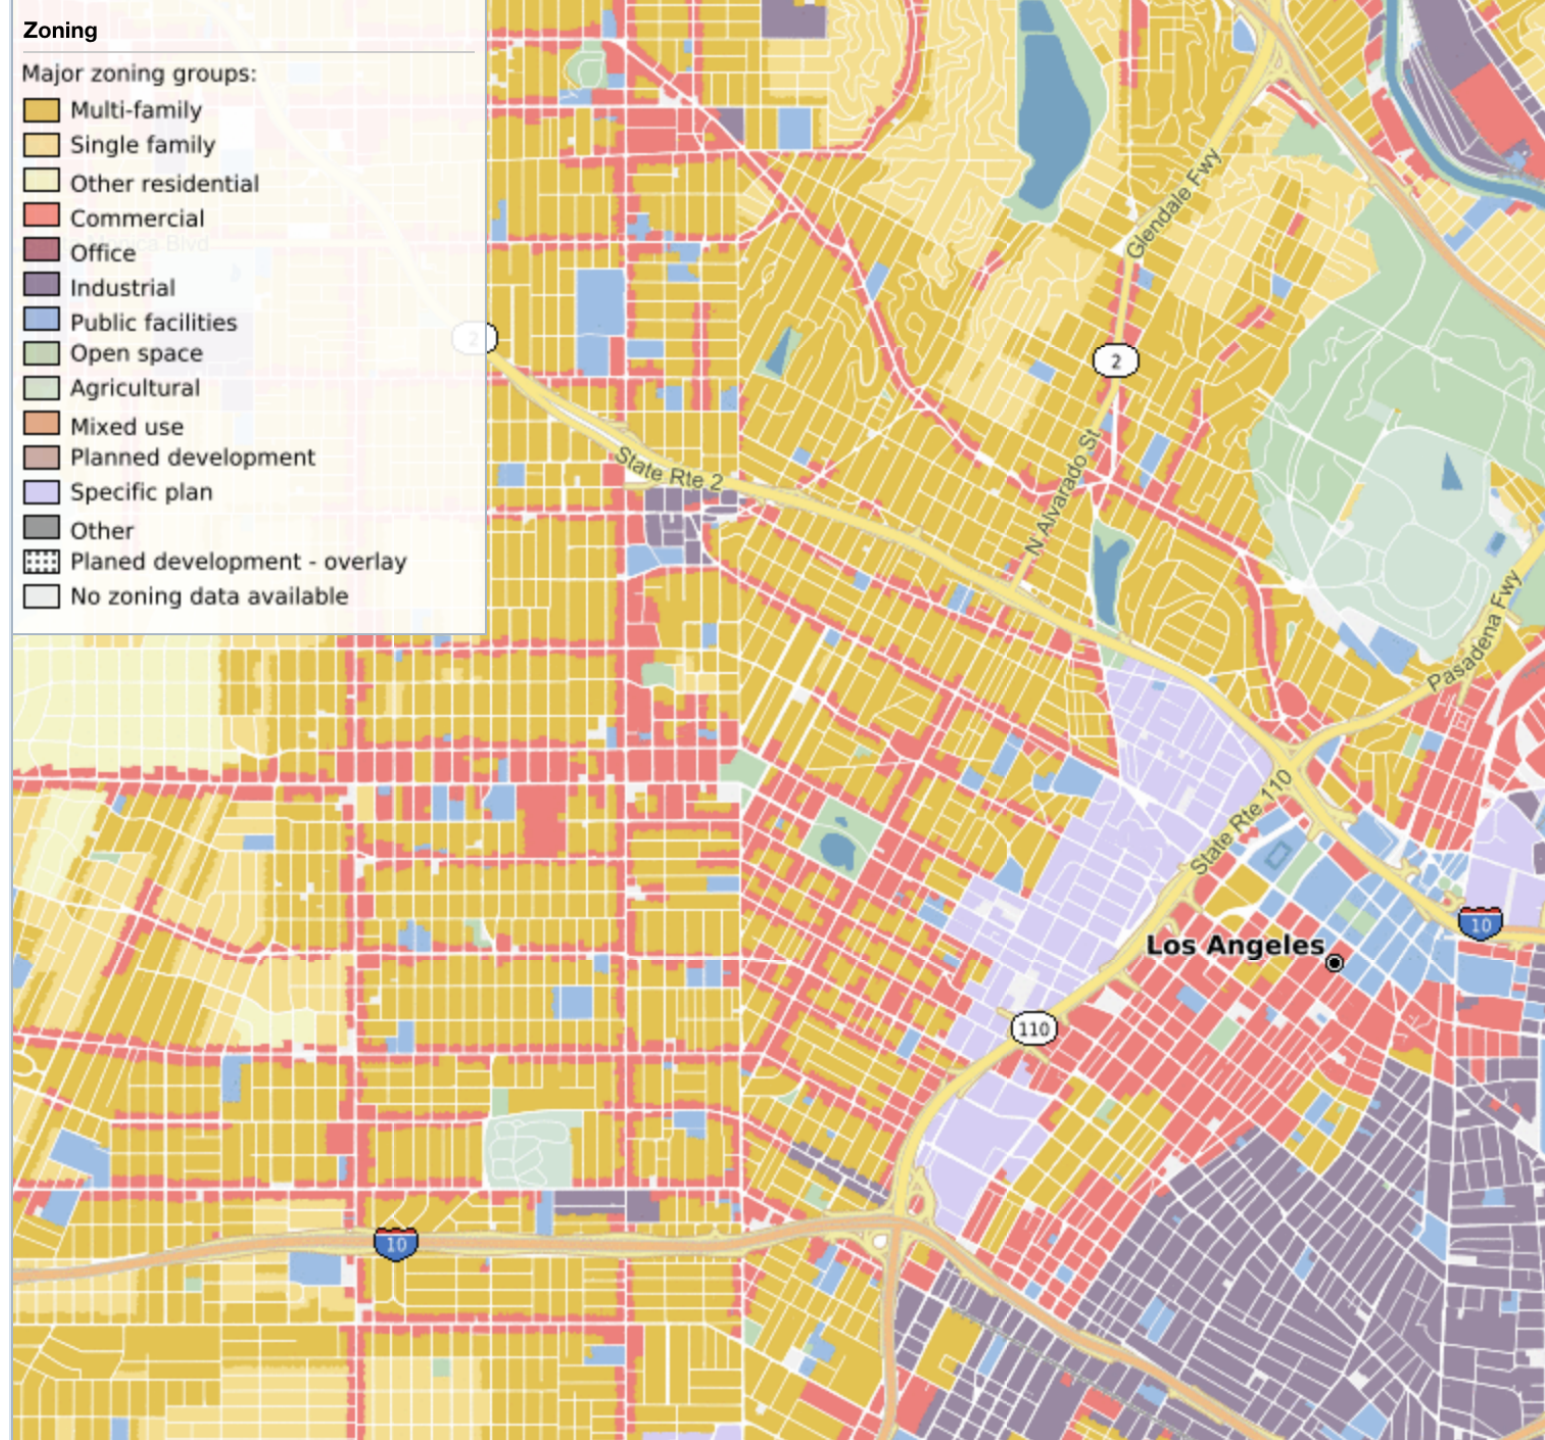 Zoning
Major zoning groups:
Multi-family
Single family
Other residential
Commercial
Office
Industrial
Public facilities
Open space
Agricultural
Mixed use
Planned development
Specific plan
Other
Planed development - overlay
No zoning data available
Glendale Fwy
2
2
State Rte 2
N Alvarado St
Pasadena Fwy
State Rte 110
10
Los Angeles
110
10